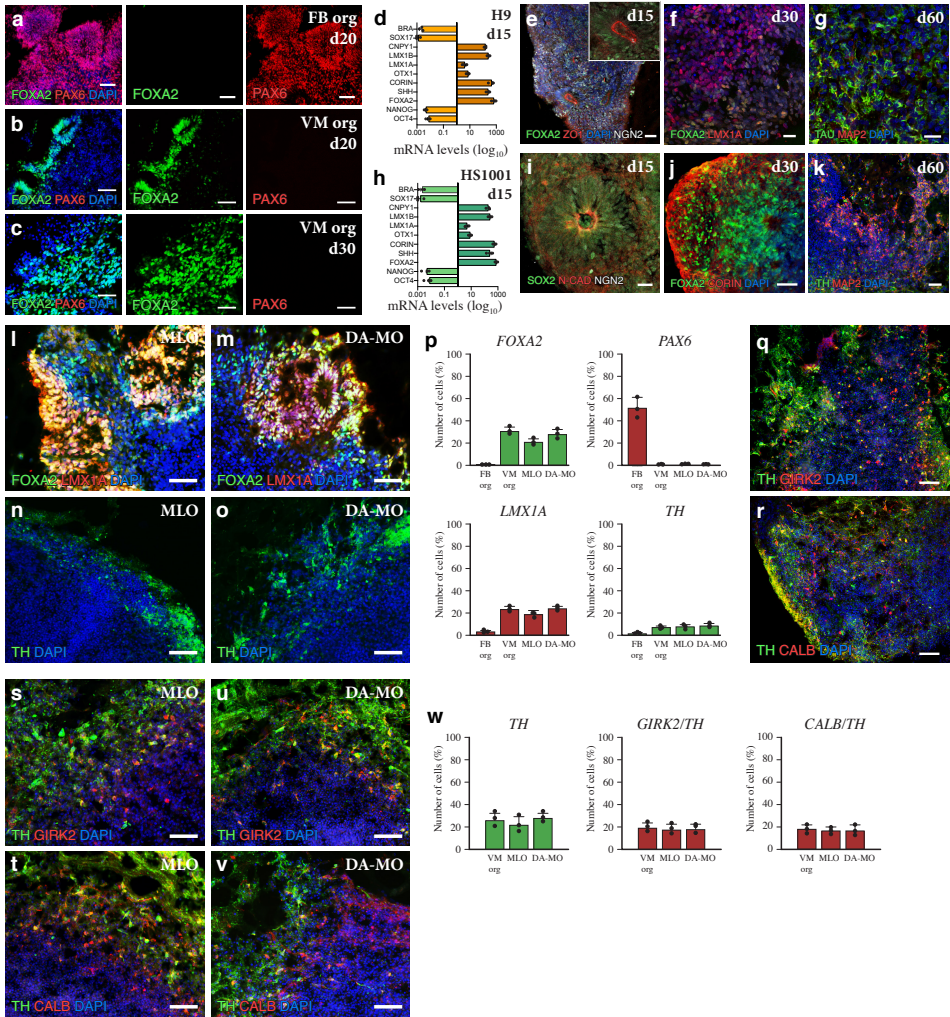 a
FB org
d20
FOXA2 PAX6 DAPI
FOXA2
PAX6
b
VM org
d20
FOXA2 PAX6 DAPI
FOXA2
PAX6
c
VM org
d30
FOXA2 PAX6 DAPI
FOXA2
PAX6
d
H9
d15
BRA
SOX17
CNPY1
LMX1B
LMX1A
OTX1
CORIN
SHH
FOXA2
NANOG
OCT4
0.001 0.1 10 1000
mRNA levels (log10)
h
HS1001
d15
BRA
SOX17
CNPY1
LMX1B
LMX1A
OTX1
CORIN
SHH
FOXA2
NANOG
OCT4
0.001 0.1 10 1000
mRNA levels (log10)
e
d15
FOXA2 ZO1 DAPI NGN2
f
d30
FOXA2 LMX1A DAPI
g
d60
TAU MAP2 DAPI
i
d15
SOX2 N-CAD NGN2
j
d30
FOXA2 CORIN DAPI
k
d60
TH MAP2 DAPI
l
MLO
FOXA2 LMX1A DAPI
m
DA-MO
FOXA2 LMX1A DAPI
n
MLO
TH DAPI
o
DA-MO
TH DAPI
p
FOXA2
Number of cells (%)
100
80
60
40
20
0
FB org
VM org
MLO
DA-MO
PAX6
Number of cells (%)
100
80
60
40
20
0
FB org
VM org
MLO
DA-MO
LMX1A
Number of cells (%)
100
80
60
40
20
0
FB org
VM org
MLO
DA-MO
TH
Number of cells (%)
100
80
60
40
20
0
FB org
VM org
MLO
DA-MO
q
TH GIRK2 DAPI
r
TH CALB DAPI
s
MLO
TH GIRK2 DAPI
u
DA-MO
TH GIRK2 DAPI
t
MLO
TH CALB DAPI
v
DA-MO
TH CALB DAPI
w
TH
Number of cells (%)
100
80
60
40
20
0
VM org
MLO
DA-MO
GIRK2/TH
Number of cells (%)
100
80
60
40
20
0
VM org
MLO
DA-MO
CALB/TH
Number of cells (%)
100
80
60
40
20
0
VM org
MLO
DA-MO